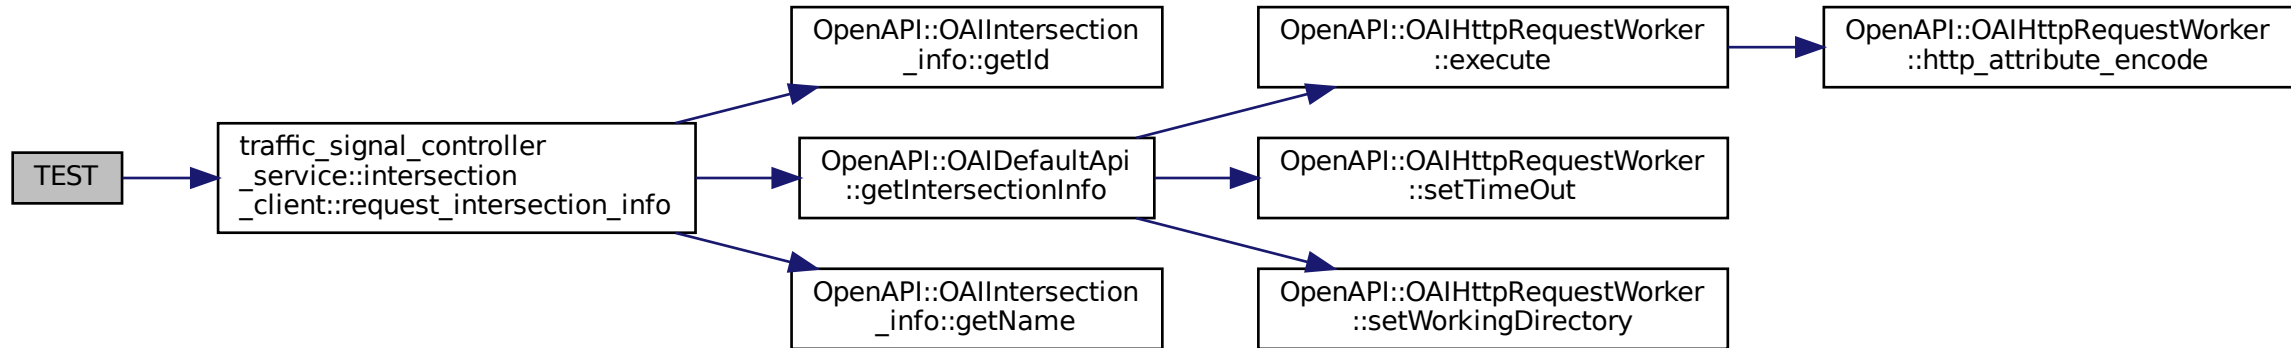 TEST
traffic_signal_controller
_service::intersection
_client::request_intersection_info
OpenAPI::OAIIntersection
_info::getId
OpenAPI::OAIDefaultApi
::getIntersectionInfo
OpenAPI::OAIIntersection
_info::getName
OpenAPI::OAIHttpRequestWorker
::execute
OpenAPI::OAIHttpRequestWorker
::setTimeOut
OpenAPI::OAIHttpRequestWorker
::setWorkingDirectory
OpenAPI::OAIHttpRequestWorker
::http_attribute_encode